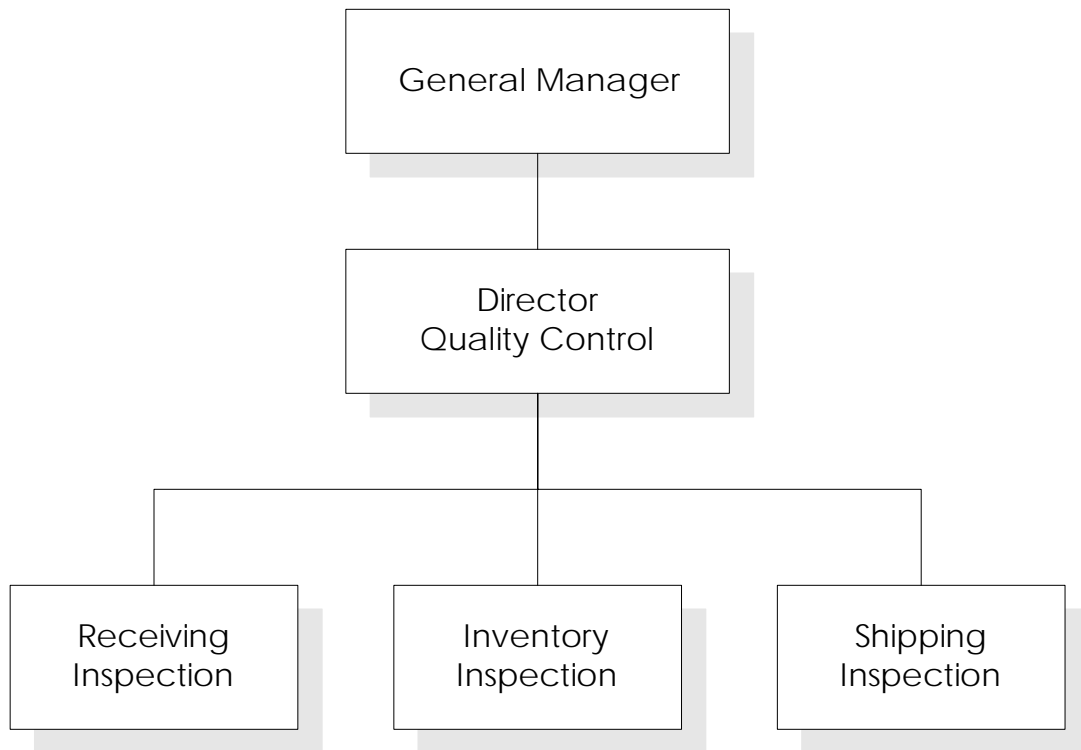 General Manager
Director
Quality Control
Receiving
Inspection
Inventory
Inspection
Shipping
Inspection